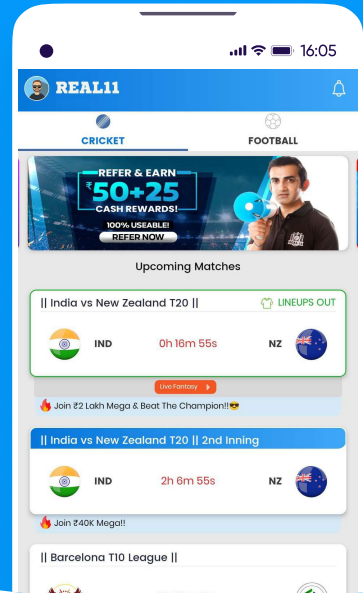 16:05
REAL11
CRICKET
FOOTBALL
REFER & EARN
₹50+25
CASH REWARDS!
100% USEABLE!
REFER NOW
Upcoming Matches
|| India vs New Zealand T20 ||
LINEUPS OUT
IND
0h 16m 55s
NZ
Live Fantasy
Join ₹2 Lakh Mega & Beat The Champion!!😎
|| India vs New Zealand T20 || 2nd Inning
IND
2h 6m 55s
NZ
Join ₹40K Mega!!
|| Barcelona T10 League ||